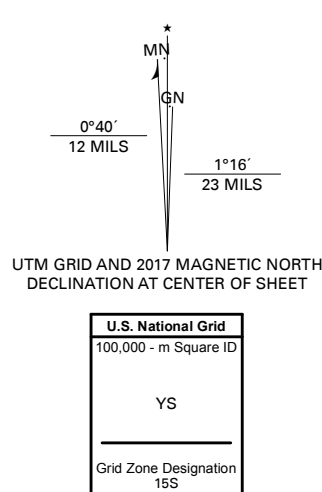 ★
MN
GN
0°40´
12 MILS
1°16´
23 MILS
UTM GRID AND 2017 MAGNETIC NORTH
DECLINATION AT CENTER OF SHEET
U.S. National Grid
100,000 - m Square ID
YS
Grid Zone Designation
15S